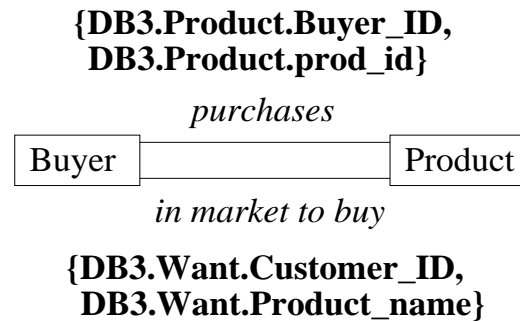 {DB3.Product.Buyer_ID,
DB3.Product.prod_id}
purchases
Buyer Product
in market to buy
{DB3.Want.Customer_ID,
DB3.Want.Product_name}